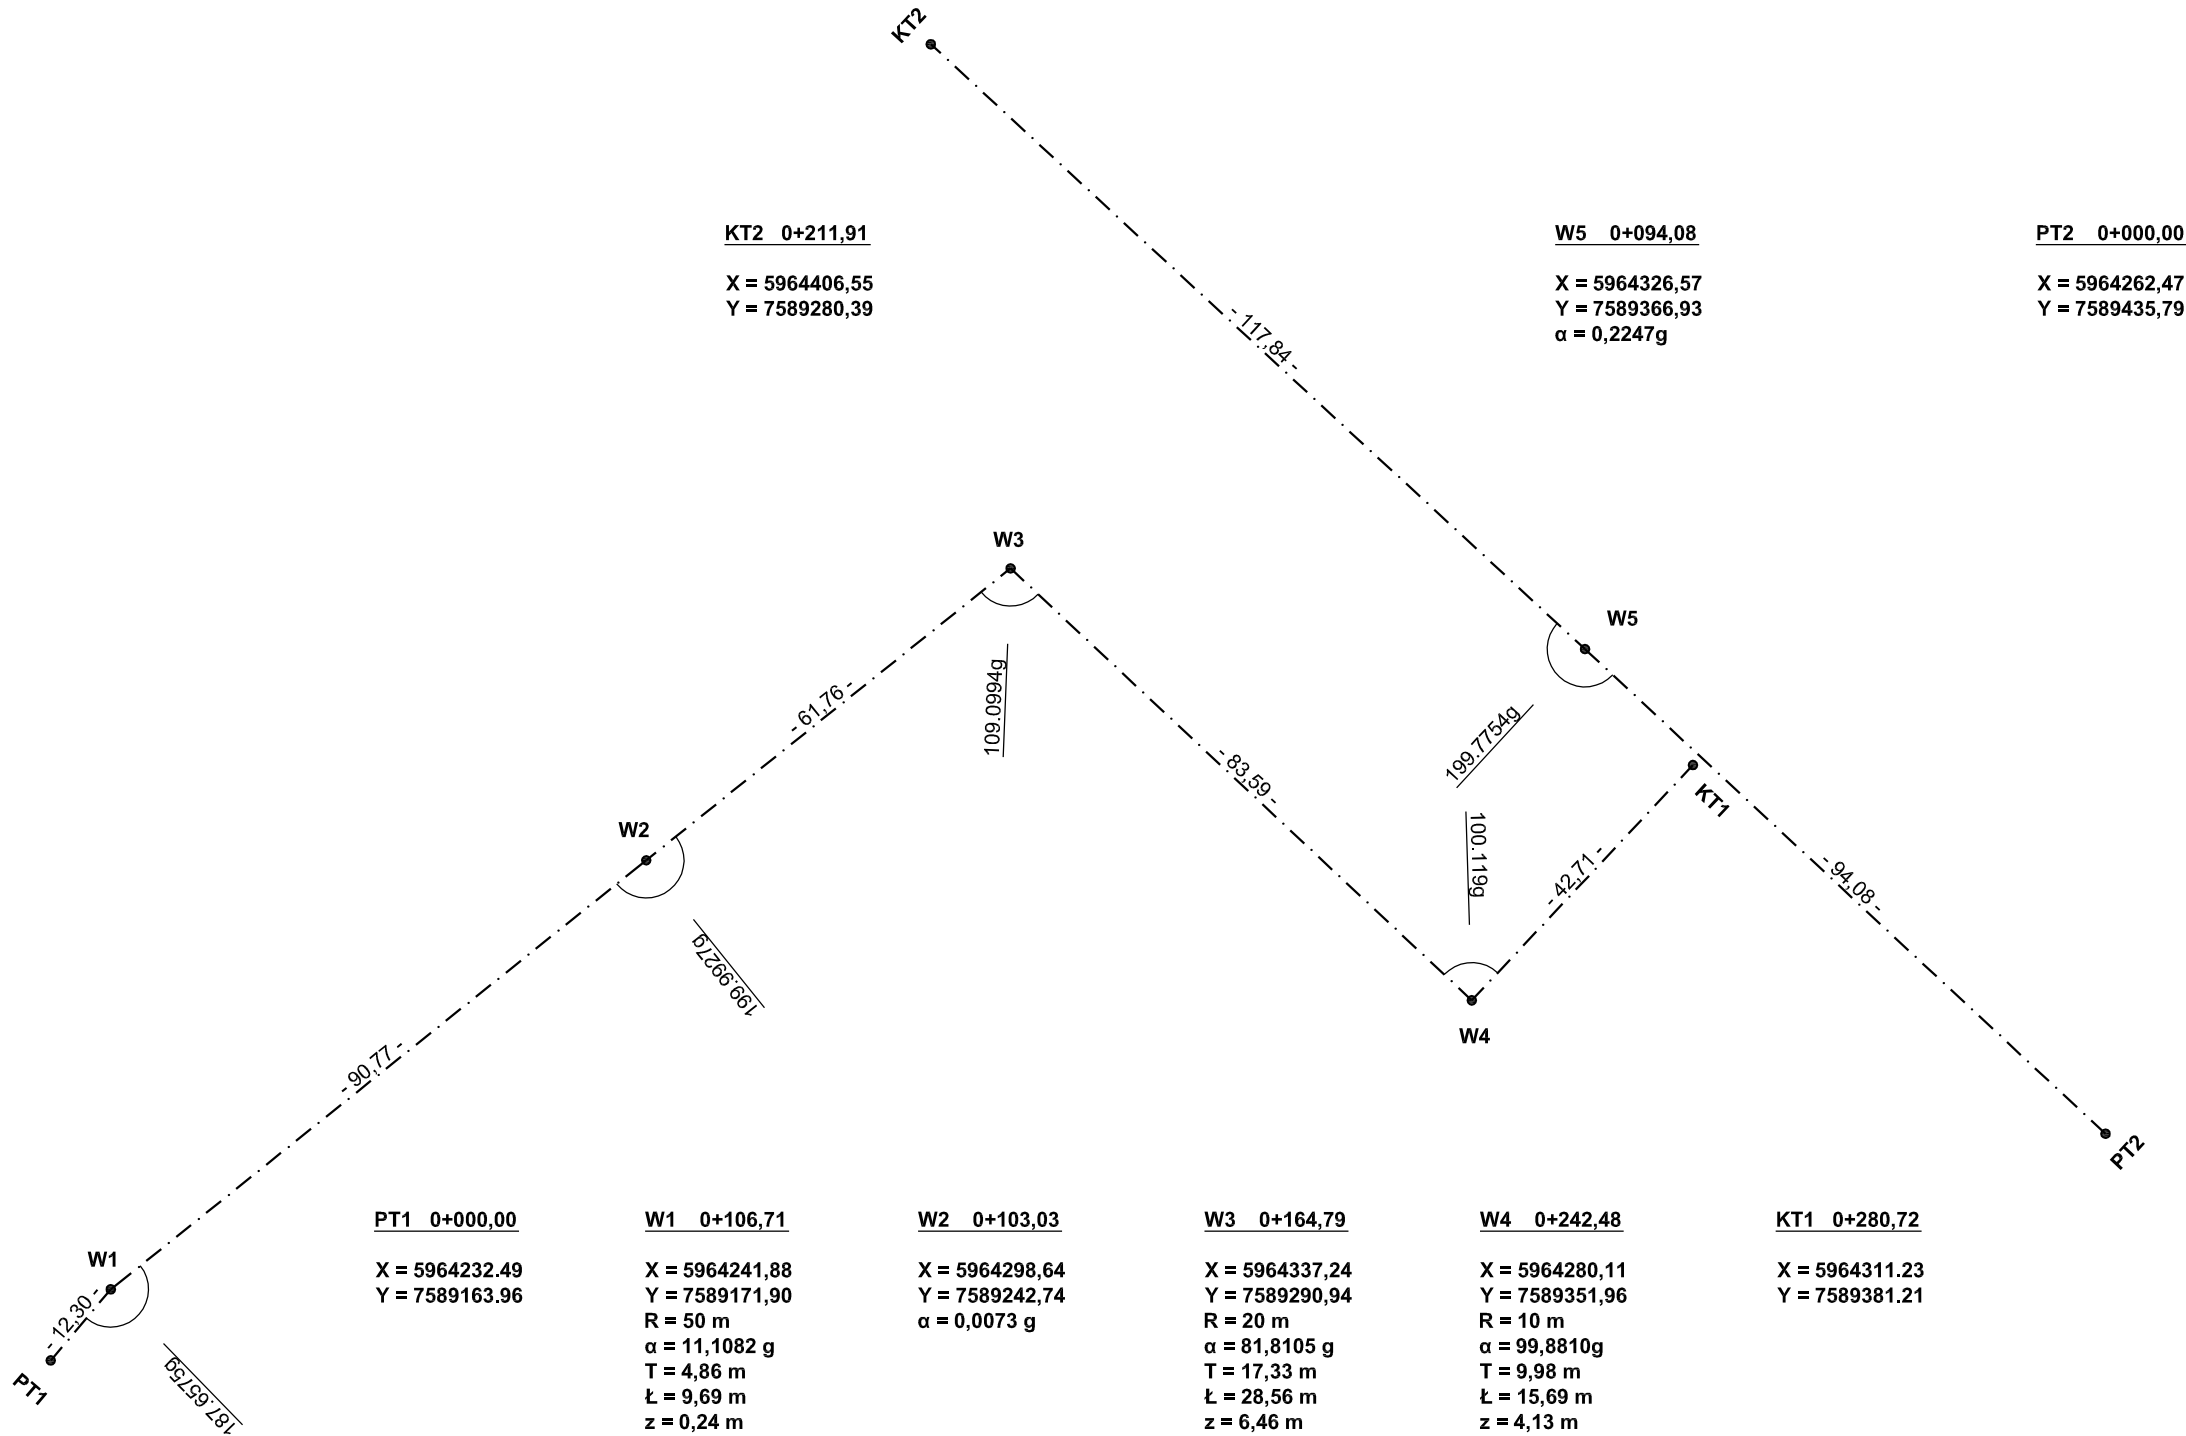 KT2
KT2 0+211,91
X = 5964406,55
Y = 7589280,39
W5 0+094,08
X = 5964326,57
Y = 7589366,93
α = 0,2247g
PT2 0+000,00
X = 5964262,47
Y = 7589435,79
- 117,84 -
W3
W5
109.0994g
- 61,76 -
199.7754g
- 83,59 -
KT1
W2
100.119g
- 42,71 -
- 94,08 -
199.9927g
W4
- 90,77 -
PT2
W1
- 12,30 -
PT1
187.6575g
PT1 0+000,00
X = 5964232.49
Y = 7589163.96
W1 0+106,71
X = 5964241,88
Y = 7589171,90
R = 50 m
α = 11,1082 g
T = 4,86 m
Ł = 9,69 m
z = 0,24 m
W2 0+103,03
X = 5964298,64
Y = 7589242,74
α = 0,0073 g
W3 0+164,79
X = 5964337,24
Y = 7589290,94
R = 20 m
α = 81,8105 g
T = 17,33 m
Ł = 28,56 m
z = 6,46 m
W4 0+242,48
X = 5964280,11
Y = 7589351,96
R = 10 m
α = 99,8810g
T = 9,98 m
Ł = 15,69 m
z = 4,13 m
KT1 0+280,72
X = 5964311.23
Y = 7589381.21